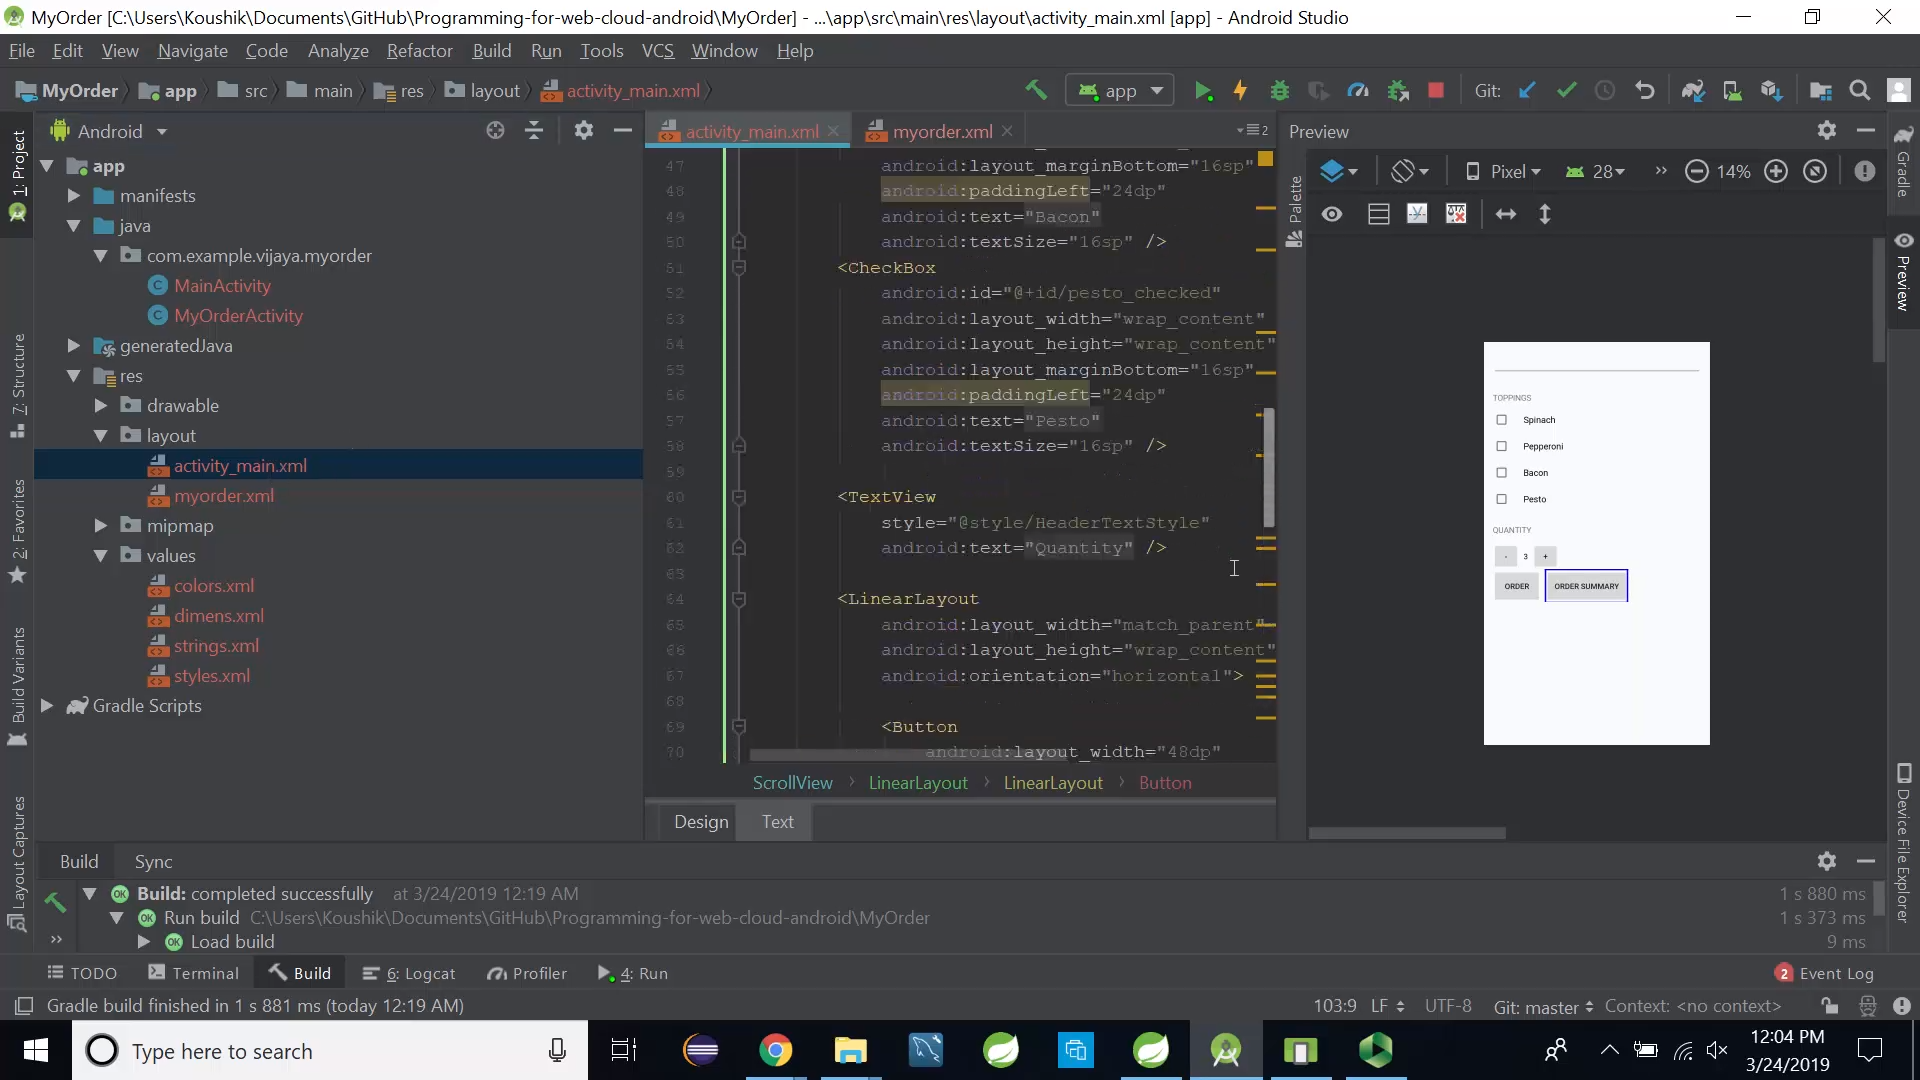 MyOrder [C:\Users\Koushik\Documents\GitHub\Programming-for-web-cloud-android\MyOrder] - ...\app\src\main\res\layout\activity_main.xml [app] - Android Studio
File Edit View Navigate Code Analyze Refactor Build Run Tools VCS Window Help
MyOrder app src main res layout activity_main.xml app Git:
Android
activity_main.xml myorder.xml 2 Preview
1: Project
7: Structure
2: Favorites
Build Variants
Layout Captures
app
manifests
java
com.example.vijaya.myorder
MainActivity
MyOrderActivity
generatedJava
res
drawable
layout
activity_main.xml
myorder.xml
mipmap
values
colors.xml
dimens.xml
strings.xml
styles.xml
Gradle Scripts
47 android:layout_marginBottom="16sp"
48 android:paddingLeft="24dp"
49 android:text="Bacon"
50 android:textSize="16sp" />
51 <CheckBox
52 android:id="@+id/pesto_checked"
53 android:layout_width="wrap_content"
54 android:layout_height="wrap_content"
55 android:layout_marginBottom="16sp"
56 android:paddingLeft="24dp"
57 android:text="Pesto"
58 android:textSize="16sp" />
59
60 <TextView
61 style="@style/HeaderTextStyle"
62 android:text="Quantity" />
63
64 <LinearLayout
65 android:layout_width="match_parent"
66 android:layout_height="wrap_content"
67 android:orientation="horizontal">
68
69 <Button
70 android:layout_width="48dp"
ScrollView LinearLayout LinearLayout Button
Design Text
Palette
Pixel 28 14%
TOPPINGS
Spinach
Pepperoni
Bacon
Pesto
QUANTITY
- 3 +
ORDER ORDER SUMMARY
Gradle
Preview
Device File Explorer
Build Sync
Build: completed successfully at 3/24/2019 12:19 AM 1 s 880 ms
Run build C:\Users\Koushik\Documents\GitHub\Programming-for-web-cloud-android\MyOrder 1 s 373 ms
Load build 9 ms
TODO Terminal Build 6: Logcat Profiler 4: Run 2 Event Log
Gradle build finished in 1 s 881 ms (today 12:19 AM) 103:9 LF UTF-8 Git: master Context: <no context>
Type here to search
12:04 PM
3/24/2019